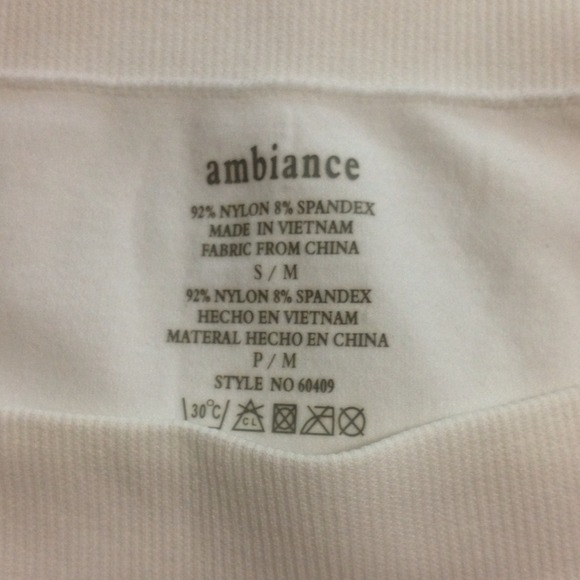 ambiance
92% NYLON 8% SPANDEX
MADE IN VIETNAM
FABRIC FROM CHINA
S / M
92% NYLON 8% SPANDEX
HECHO EN VIETNAM
MATERAL HECHO EN CHINA
P / M
STYLE NO 60409
30°C CL